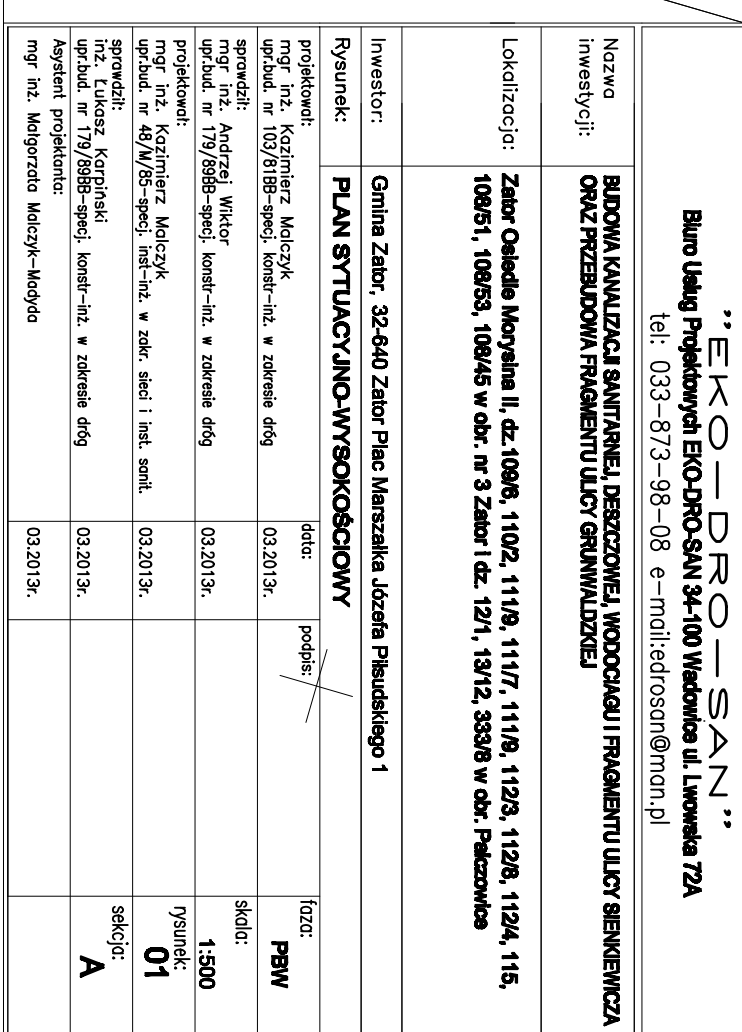 "EKO—DRO—SAN"
Biuro Usług Projektowych EKO-DRO-SAN 34-100 Wadowice ul. Lwowska 72A
tel: 033-873-98-08 e-mail:edrosan@man.pl
Nazwa inwestycji:
BUDOWA KANALIZACJI SANITARNEJ, DESZCZOWEJ, WODOCIAGU I FRAGMENTU ULICY SIENKIEWICZA
ORAZ PRZEBUDOWA FRAGMENTU ULICY GRUNWALDZKIEJ
Lokalizacja:
Zator Osiedle Morysina II, dz.109/6, 110/2, 111/9, 111/7, 111/9, 112/3, 112/8, 112/4, 115,
108/51, 108/53, 108/45 w obr. nr 3 Zator i dz. 12/1, 13/12, 333/8 w obr. Palczowice
Inwestor: Gmina Zator, 32-640 Zator Plac Marszałka Józefa Piłsudskiego 1
Rysunek: PLAN SYTUACYJNO-WYSOKOŚCIOWY
data: podpis: faza:
projektował:
mgr inż. Kazimierz Malczyk
upr.bud. nr 103/81BB-specj. konstr-inż. w zakresie dróg
03.2013r.
PBW
sprawdził:
mgr inż. Andrzej Wiktor
upr.bud. nr 179/89BB-specj. konstr-inż. w zakresie dróg
03.2013r.
skala:
1:500
projektował:
mgr inż. Kazimierz Malczyk
upr.bud. nr 48/M/85-specj. inst-inż. w zakr. sieci i inst. sanit.
03.2013r.
rysunek:
01
sprawdził:
inż. Łukasz Karpiński
upr.bud. nr 179/89BB-specj. konstr-inż. w zakresie dróg
03.2013r.
sekcja:
A
Asystent projektanta:
mgr inż. Małgorzata Malczyk-Madyda
03.2013r.